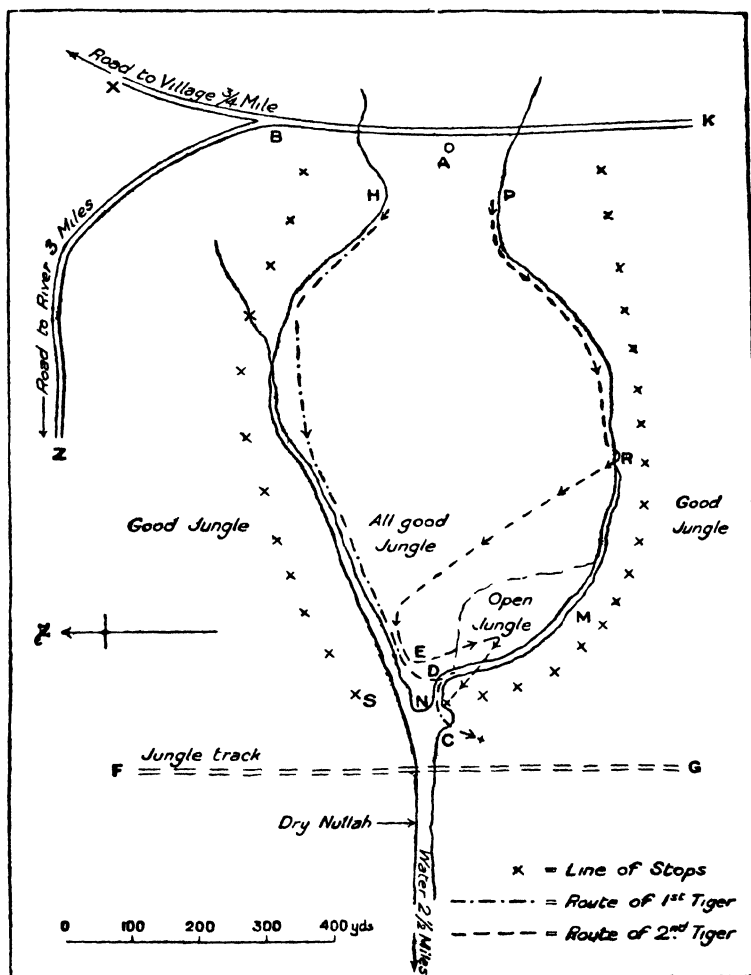 Road to Village 3/4 Mile
K
B
A
H
P
Road to River 3 Miles
Z
R
Good Jungle
All good
Jungle
Good
Jungle
Open
Jungle
M
E
D
N
S
C
F
Jungle track
G
Dry Nullah
Water 2½ Miles
x = Line of Stops
= Route of 1st Tiger
= Route of 2nd Tiger
0 100 200 300 400 yds